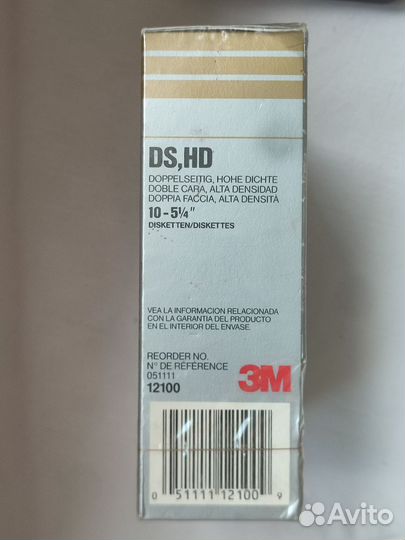 DS,HD
DOPPELSEITIG, HOHE DICHTE
DOBLE CARA, ALTA DENSIDAD
DOPPIA FACCIA, ALTA DENSITÁ
10-5¼"
DISKETTEN/DISKETTES
VEA LA INFORMACION RELACIONADA
CON LA GARANTIA DEL PRODUCTO
EN EL INTERIOR DEL ENVASE.
REORDER NO.
N° DE RÉFÉRENCE
051111
12100
3M
0 51111 12100 9
Avito